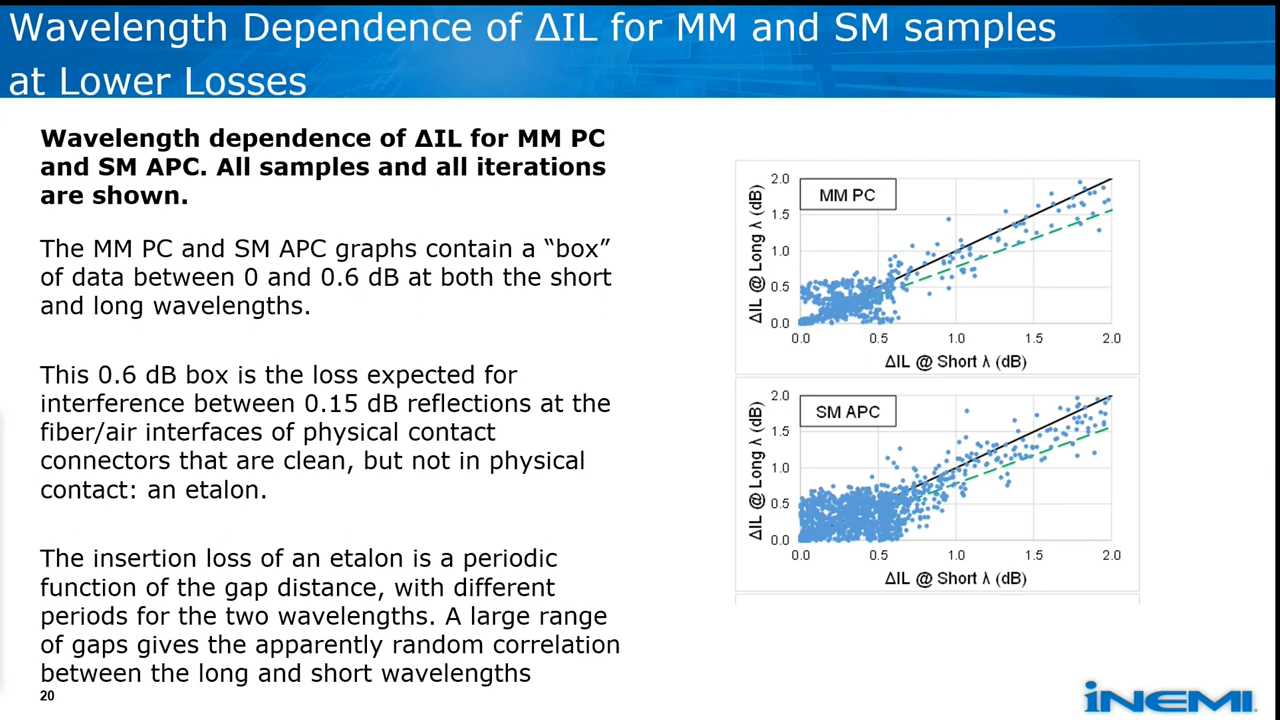 Wavelength Dependence of ΔIL for MM and SM samples
at Lower Losses
Wavelength dependence of ΔIL for MM PC
and SM APC. All samples and all iterations
are shown.
The MM PC and SM APC graphs contain a “box”
of data between 0 and 0.6 dB at both the short
and long wavelengths.
This 0.6 dB box is the loss expected for
interference between 0.15 dB reflections at the
fiber/air interfaces of physical contact
connectors that are clean, but not in physical
contact: an etalon.
The insertion loss of an etalon is a periodic
function of the gap distance, with different
periods for the two wavelengths. A large range
of gaps gives the apparently random correlation
between the long and short wavelengths
20
MM PC
ΔIL @ Long λ (dB)
2.0
1.5
1.0
0.5
0.0
0.0 0.5 1.0 1.5 2.0
ΔIL @ Short λ (dB)
SM APC
ΔIL @ Long λ (dB)
2.0
1.5
1.0
0.5
0.0
0.0 0.5 1.0 1.5 2.0
ΔIL @ Short λ (dB)
iNEMI